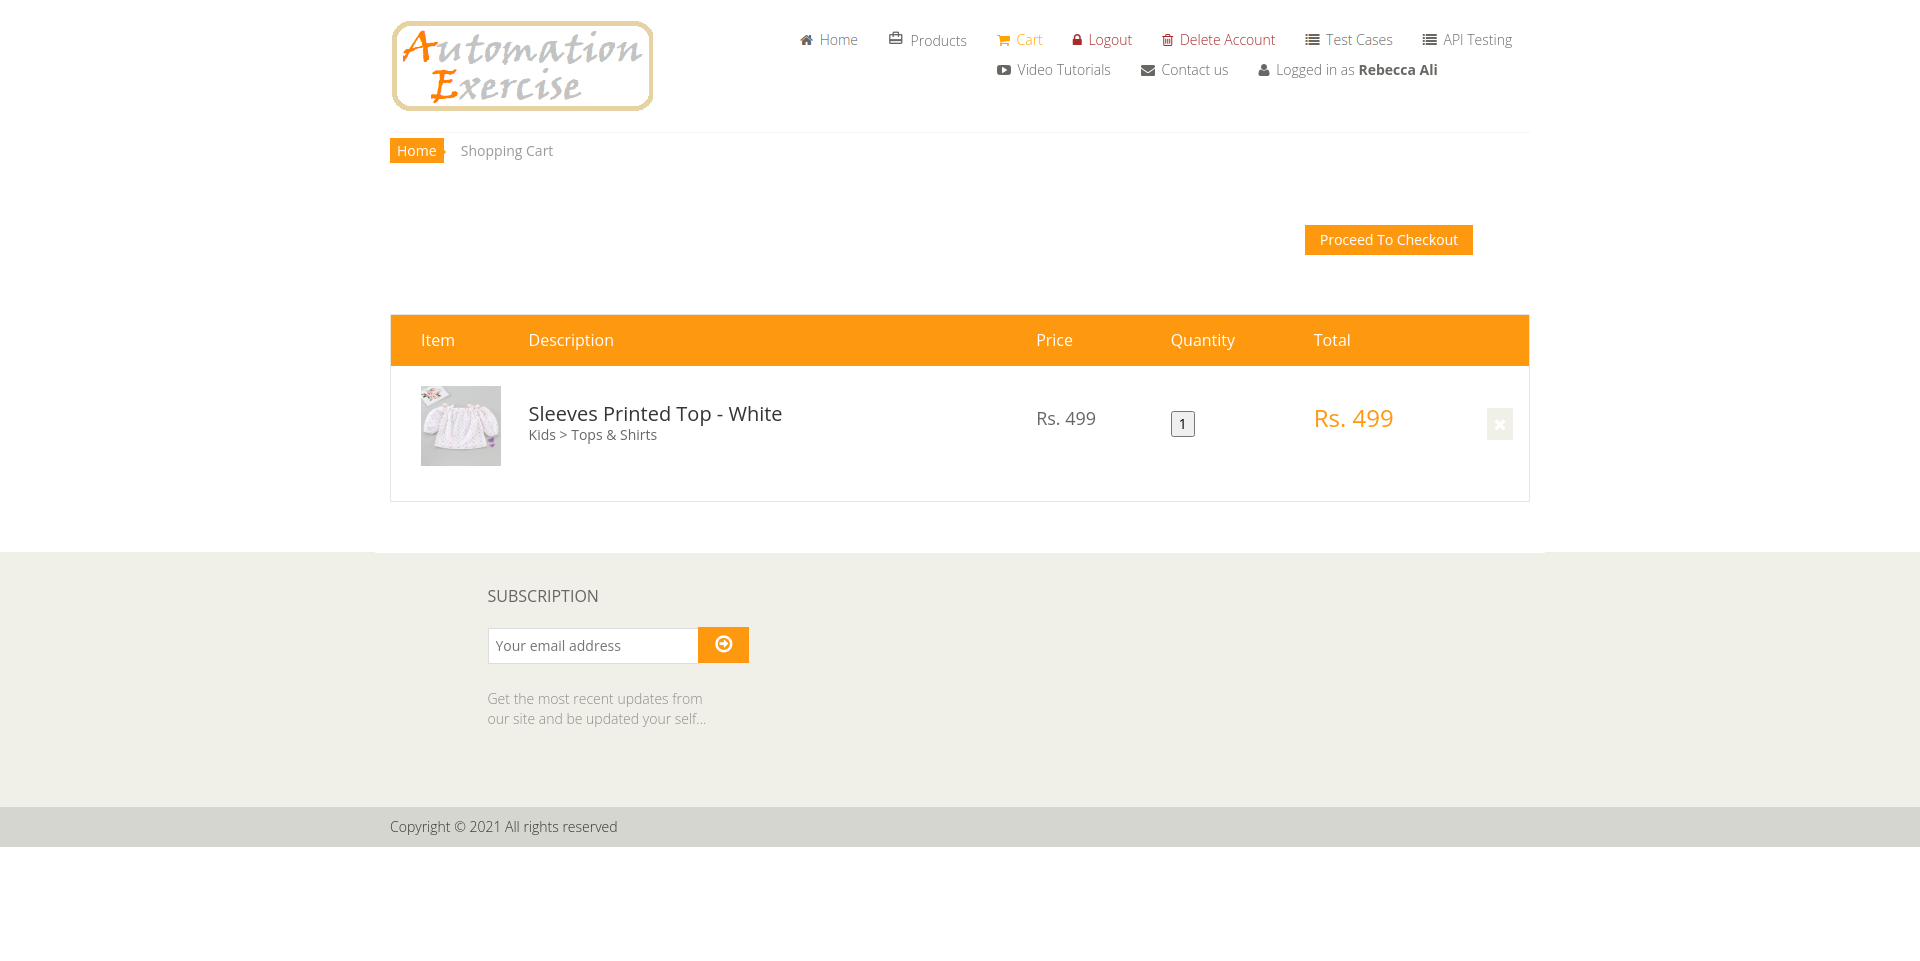 Automation
Exercise
Home
Products
Cart
Logout
Delete Account
Test Cases
API Testing
Video Tutorials
Contact us
Logged in as Rebecca Ali
Home
Shopping Cart
Proceed To Checkout
Item Description Price Quantity Total
Sleeves Printed Top - White
Kids > Tops & Shirts
Rs. 499
1
Rs. 499
SUBSCRIPTION
Your email address
Get the most recent updates from
our site and be updated your self...
Copyright © 2021 All rights reserved